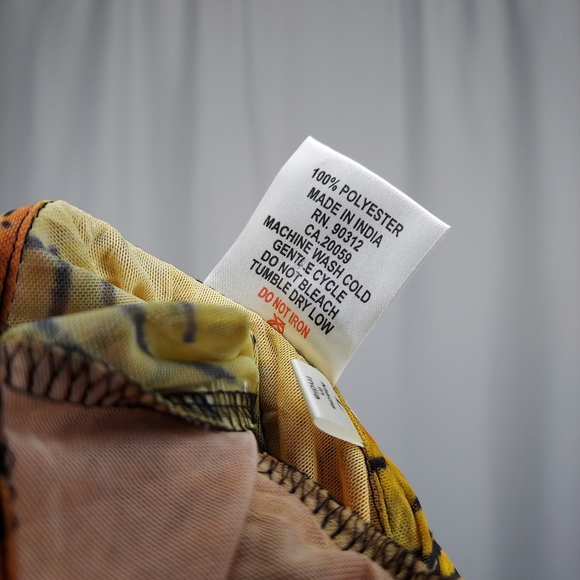 100% POLYESTER
MADE IN INDIA
RN. 90312
CA.20059
MACHINE WASH COLD
GENTLE CYCLE
DO NOT BLEACH
TUMBLE DRY LOW
DO NOT IRON